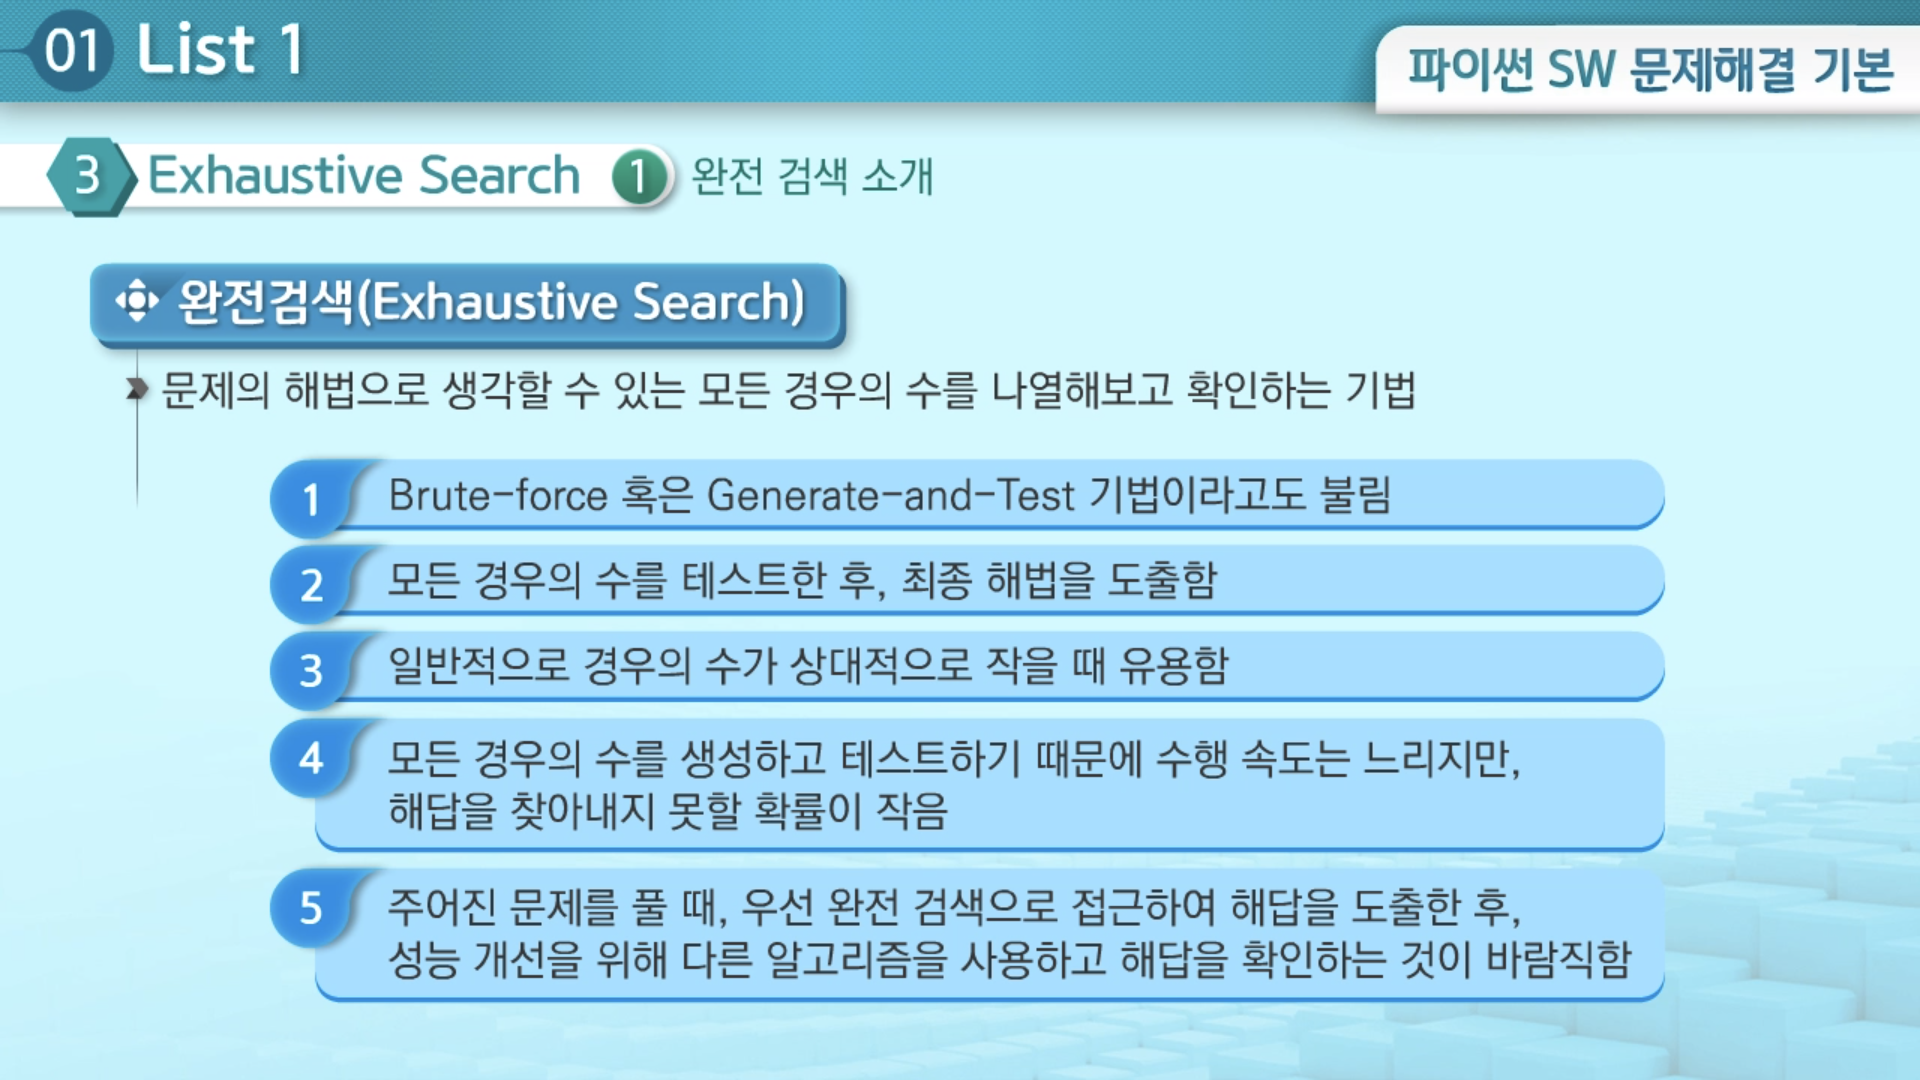 01 List 1
파이썬 SW 문제해결 기본
3 Exhaustive Search 1 완전 검색 소개
완전검색(Exhaustive Search)
문제의 해법으로 생각할 수 있는 모든 경우의 수를 나열해보고 확인하는 기법
1 Brute-force 혹은 Generate-and-Test 기법이라고도 불림
2 모든 경우의 수를 테스트한 후, 최종 해법을 도출함
3 일반적으로 경우의 수가 상대적으로 작을 때 유용함
4 모든 경우의 수를 생성하고 테스트하기 때문에 수행 속도는 느리지만,
해답을 찾아내지 못할 확률이 작음
5 주어진 문제를 풀 때, 우선 완전 검색으로 접근하여 해답을 도출한 후,
성능 개선을 위해 다른 알고리즘을 사용하고 해답을 확인하는 것이 바람직함